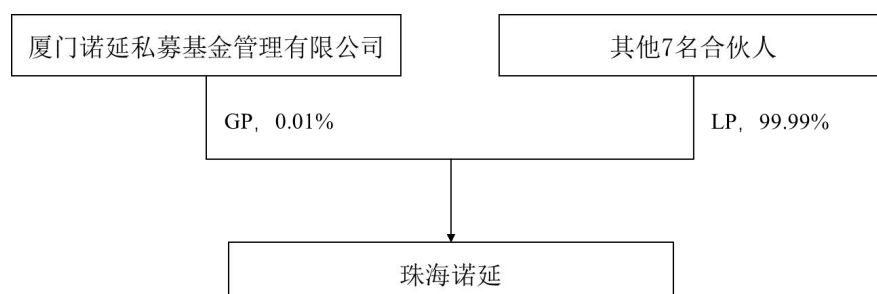 厦门诺延私募基金管理有限公司
其他7名合伙人
GP，0.01%
LP，99.99%
珠海诺延